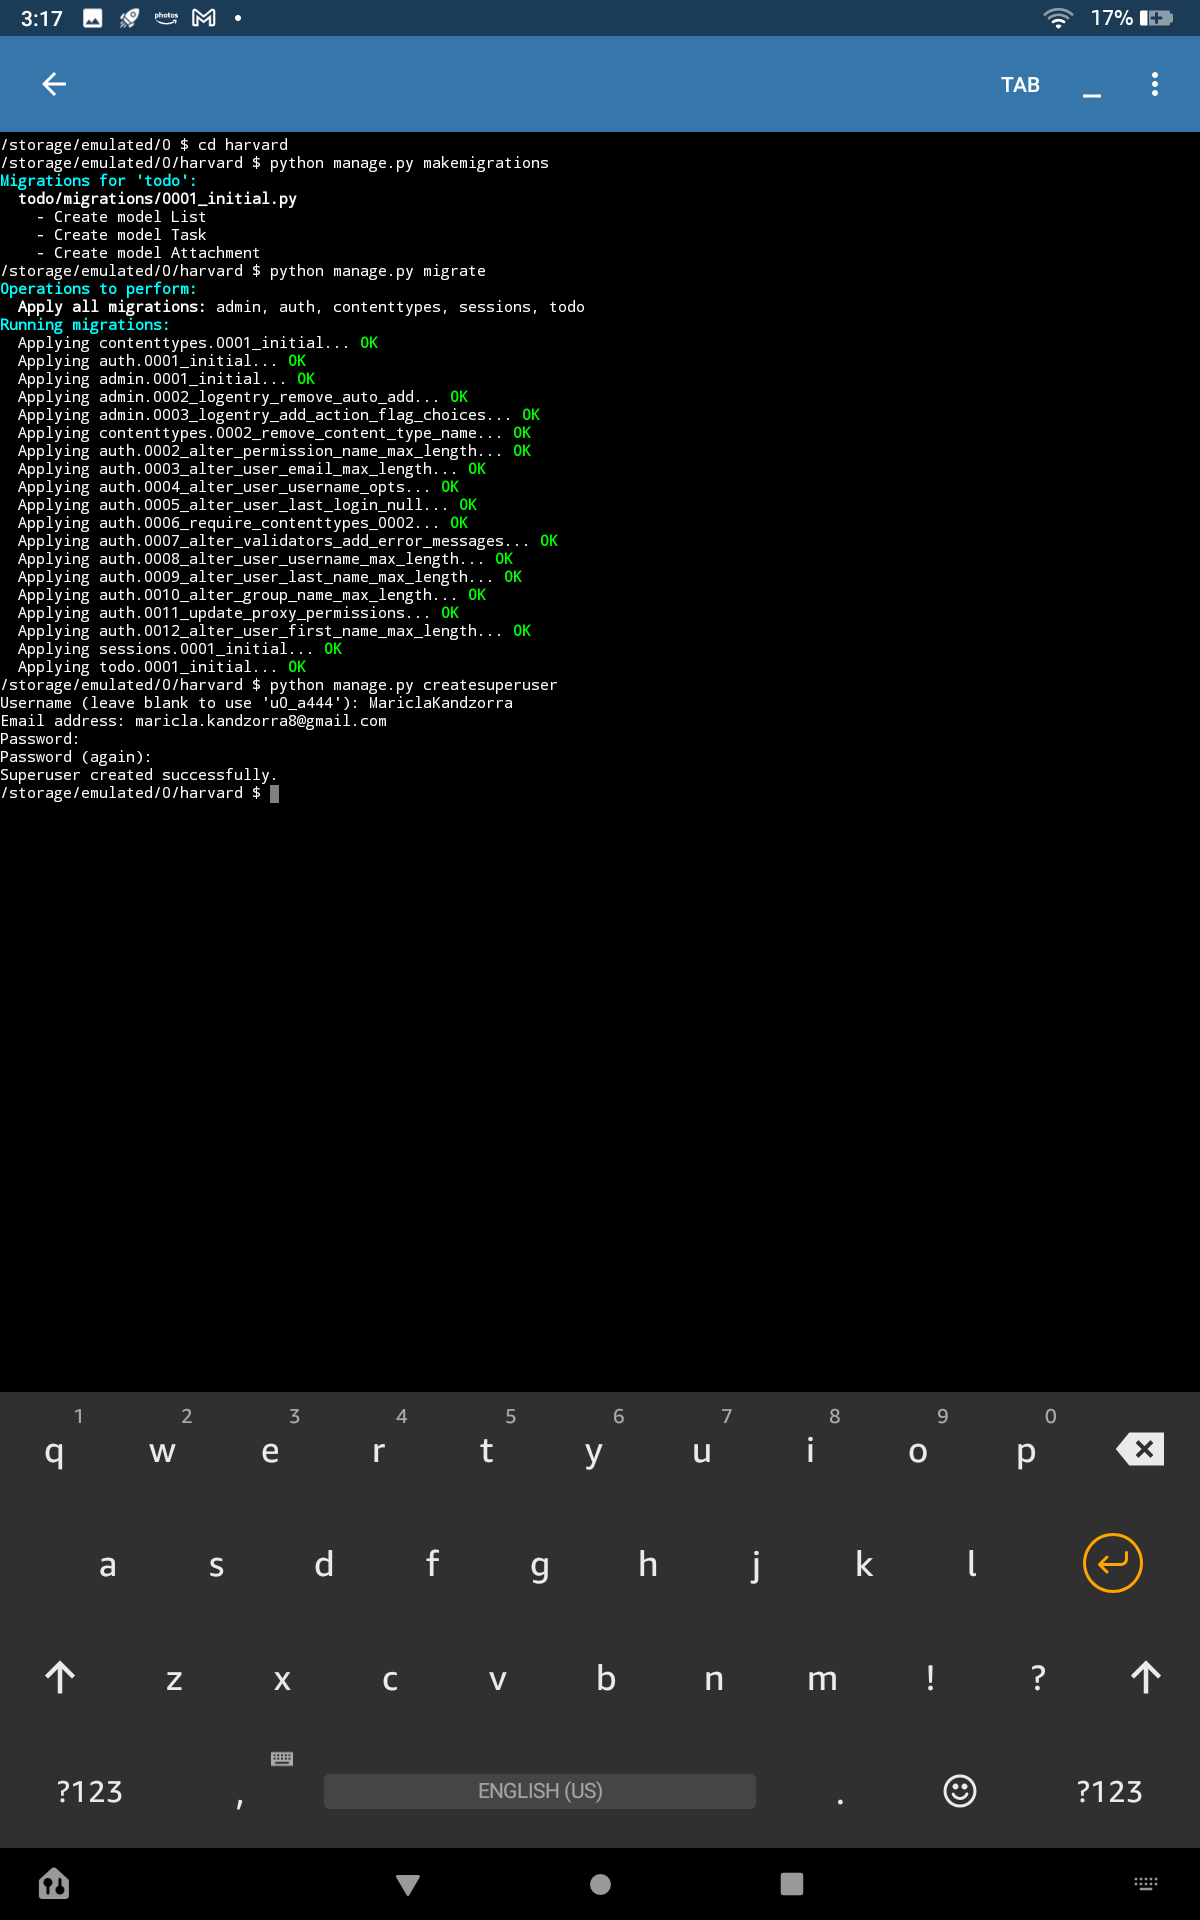 3:17 photos 17%
TAB
/storage/emulated/0 $ cd harvard
/storage/emulated/0/harvard $ python manage.py makemigrations
Migrations for 'todo':
  todo/migrations/0001_initial.py
    - Create model List
    - Create model Task
    - Create model Attachment
/storage/emulated/0/harvard $ python manage.py migrate
Operations to perform:
  Apply all migrations: admin, auth, contenttypes, sessions, todo
Running migrations:
  Applying contenttypes.0001_initial... OK
  Applying auth.0001_initial... OK
  Applying admin.0001_initial... OK
  Applying admin.0002_logentry_remove_auto_add... OK
  Applying admin.0003_logentry_add_action_flag_choices... OK
  Applying contenttypes.0002_remove_content_type_name... OK
  Applying auth.0002_alter_permission_name_max_length... OK
  Applying auth.0003_alter_user_email_max_length... OK
  Applying auth.0004_alter_user_username_opts... OK
  Applying auth.0005_alter_user_last_login_null... OK
  Applying auth.0006_require_contenttypes_0002... OK
  Applying auth.0007_alter_validators_add_error_messages... OK
  Applying auth.0008_alter_user_username_max_length... OK
  Applying auth.0009_alter_user_last_name_max_length... OK
  Applying auth.0010_alter_group_name_max_length... OK
  Applying auth.0011_update_proxy_permissions... OK
  Applying auth.0012_alter_user_first_name_max_length... OK
  Applying sessions.0001_initial... OK
  Applying todo.0001_initial... OK
/storage/emulated/0/harvard $ python manage.py createsuperuser
Username (leave blank to use 'u0_a444'): MariclaKandzorra
Email address: maricla.kandzorra8@gmail.com
Password:
Password (again):
Superuser created successfully.
/storage/emulated/0/harvard $
1 2 3 4 5 6 7 8 9 0
q w e r t y u i o p
a s d f g h j k l
z x c v b n m ! ?
?123 , ENGLISH (US) . ?123